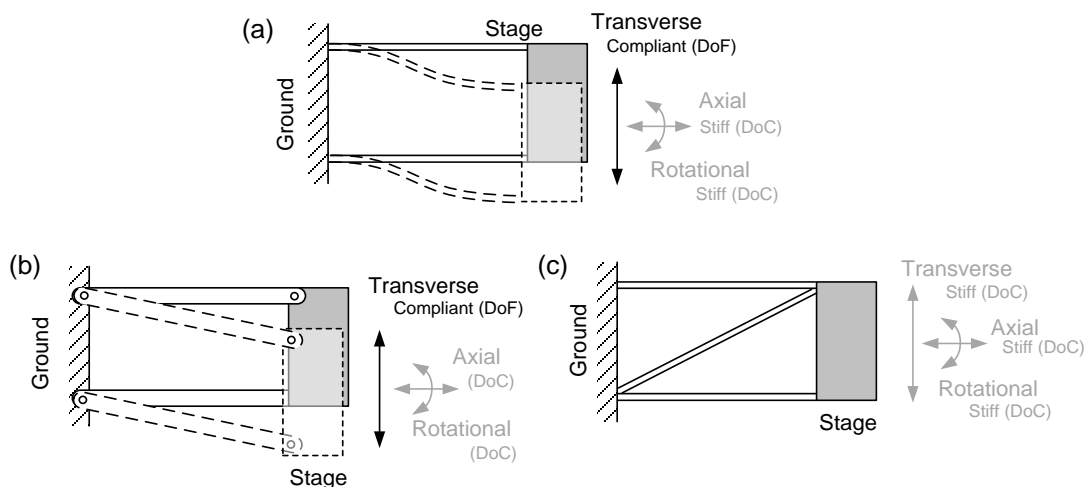 (a)
Stage
Transverse
Compliant (DoF)
Ground
Axial
Stiff (DoC)
Rotational
Stiff (DoC)
(b)
Ground
Transverse
Compliant (DoF)
Axial
(DoC)
Rotational
(DoC)
Stage
(c)
Ground
Transverse
Stiff (DoC)
Axial
Stiff (DoC)
Rotational
Stiff (DoC)
Stage